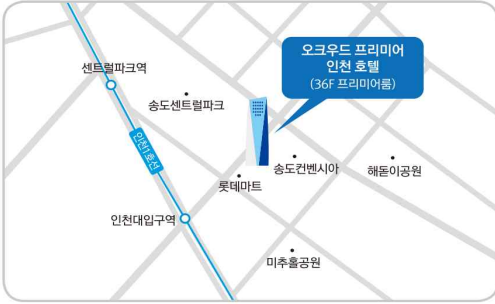 오크우드 프리미어
인천 호텔
(36F 프리미어룸)
센트럴파크역
송도센트럴파크
인천1호선
송도컨벤시아
해돋이공원
롯데마트
인천대입구역
미추홀공원